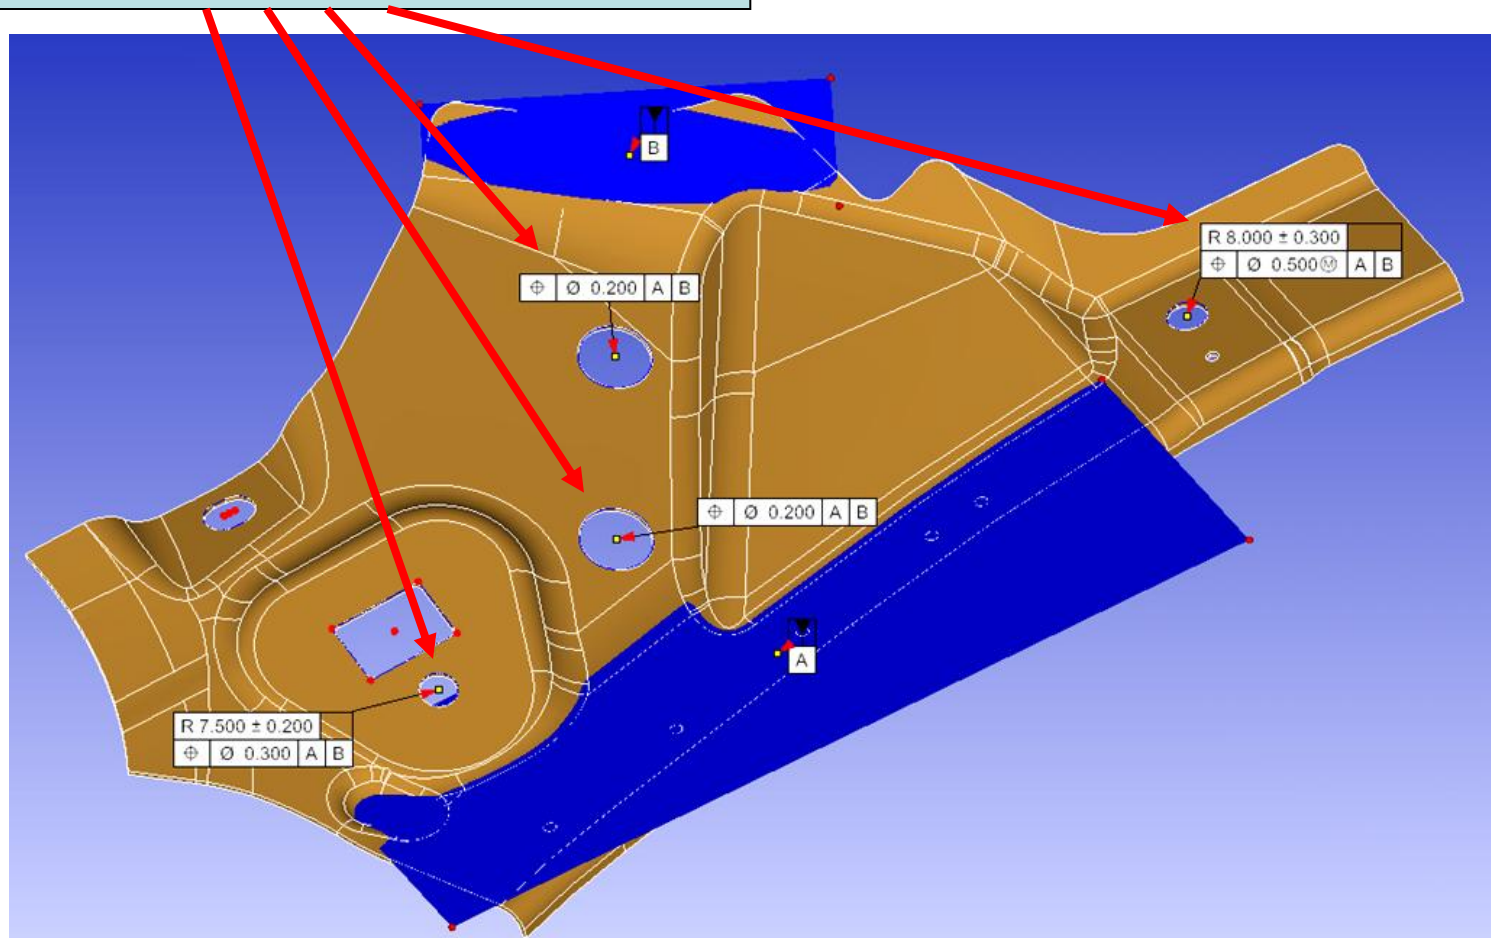 B
R 8.000 ± 0.300
⌖ Ø 0.500Ⓜ A B
⌖ Ø 0.200 A B
⌖ Ø 0.200 A B
A
R 7.500 ± 0.200
⌖ Ø 0.300 A B